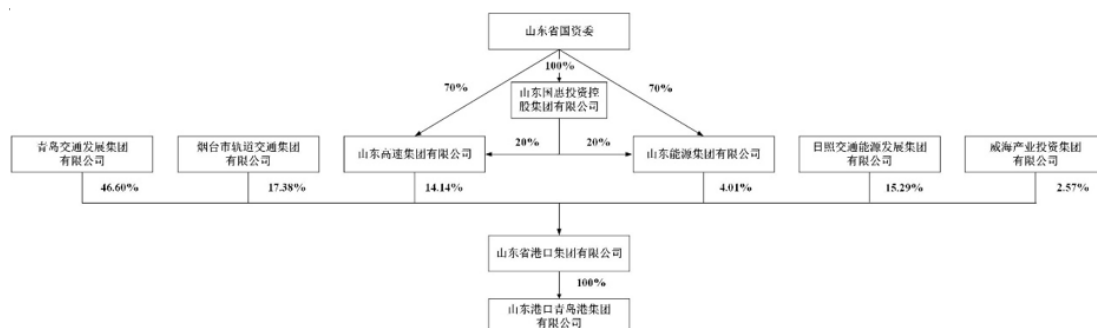 山东省国资委
100%
70%
70%
山东国惠投资控
股集团有限公司
20%
20%
青岛交通发展集团
有限公司
烟台市轨道交通集团
有限公司
山东高速集团有限公司
山东能源集团有限公司
日照交通能源发展集团
有限公司
威海产业投资集团
有限公司
46.60%
17.38%
14.14%
4.01%
15.29%
2.57%
山东省港口集团有限公司
100%
山东港口青岛港集团
有限公司